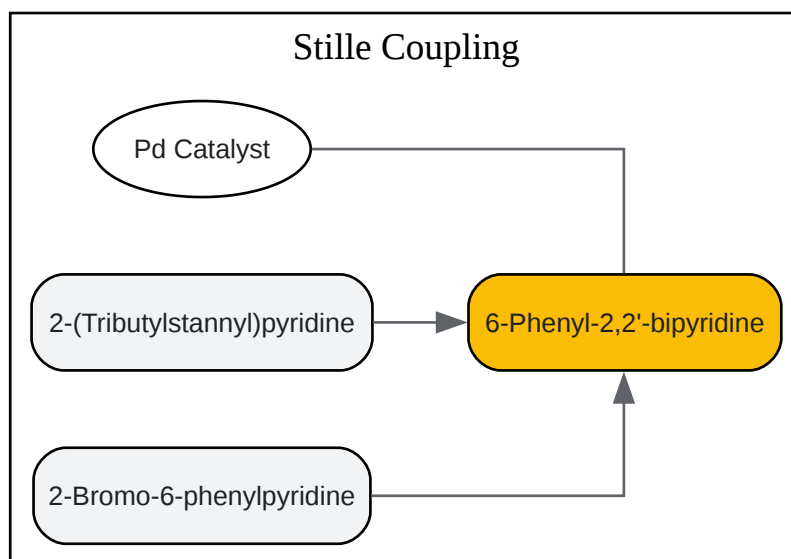 Stille Coupling
Pd Catalyst
2-(Tributylstannyl)pyridine
6-Phenyl-2,2'-bipyridine
2-Bromo-6-phenylpyridine